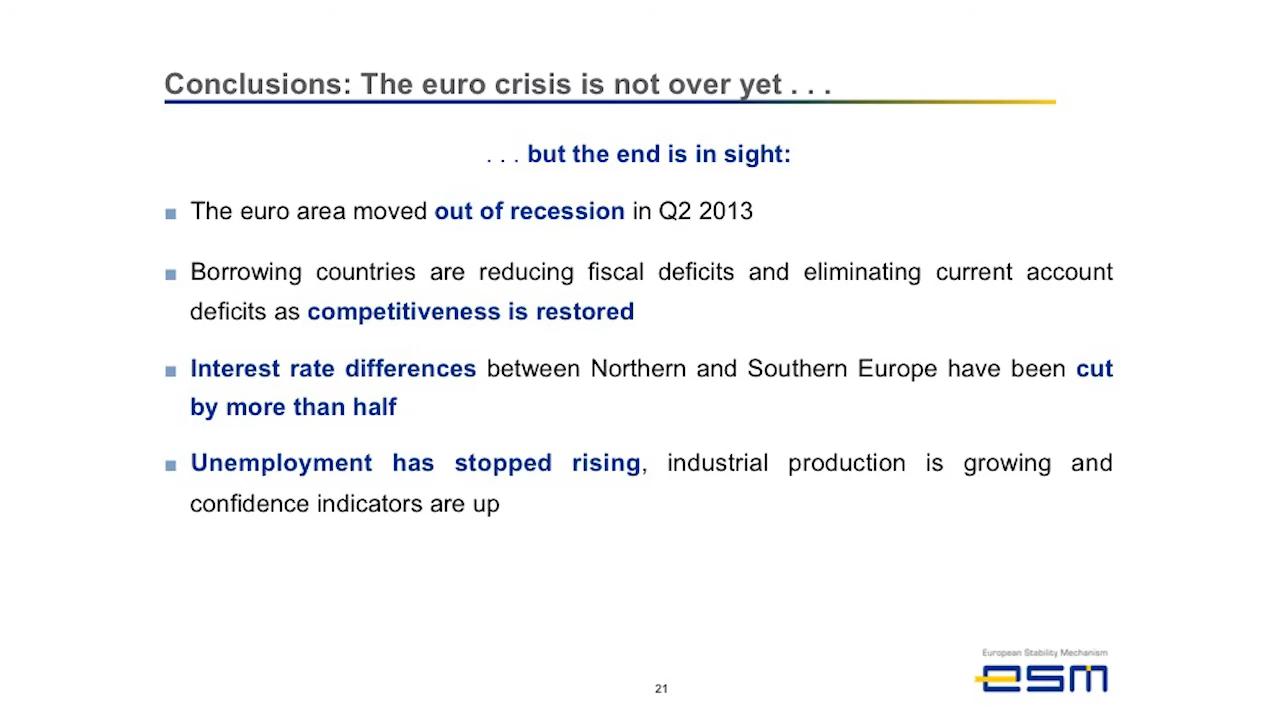 Conclusions: The euro crisis is not over yet . . .
. . . but the end is in sight:
■ The euro area moved out of recession in Q2 2013
■ Borrowing countries are reducing fiscal deficits and eliminating current account
deficits as competitiveness is restored
■ Interest rate differences between Northern and Southern Europe have been cut
by more than half
■ Unemployment has stopped rising, industrial production is growing and
confidence indicators are up
European Stability Mechanism
esm
21